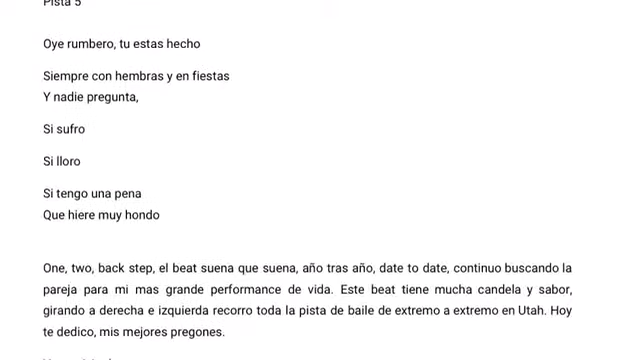 Pista 5
Oye rumbero, tu estas hecho
Siempre con hembras y en fiestas
Y nadie pregunta,
Si sufro
Si lloro
Si tengo una pena
Que hiere muy hondo
One, two, back step, el beat suena que suena, año tras año, date to date, continuo buscando la
pareja para mi mas grande performance de vida. Este beat tiene mucha candela y sabor,
girando a derecha e izquierda recorro toda la pista de baile de extremo a extremo en Utah. Hoy
te dedico, mis mejores pregones.